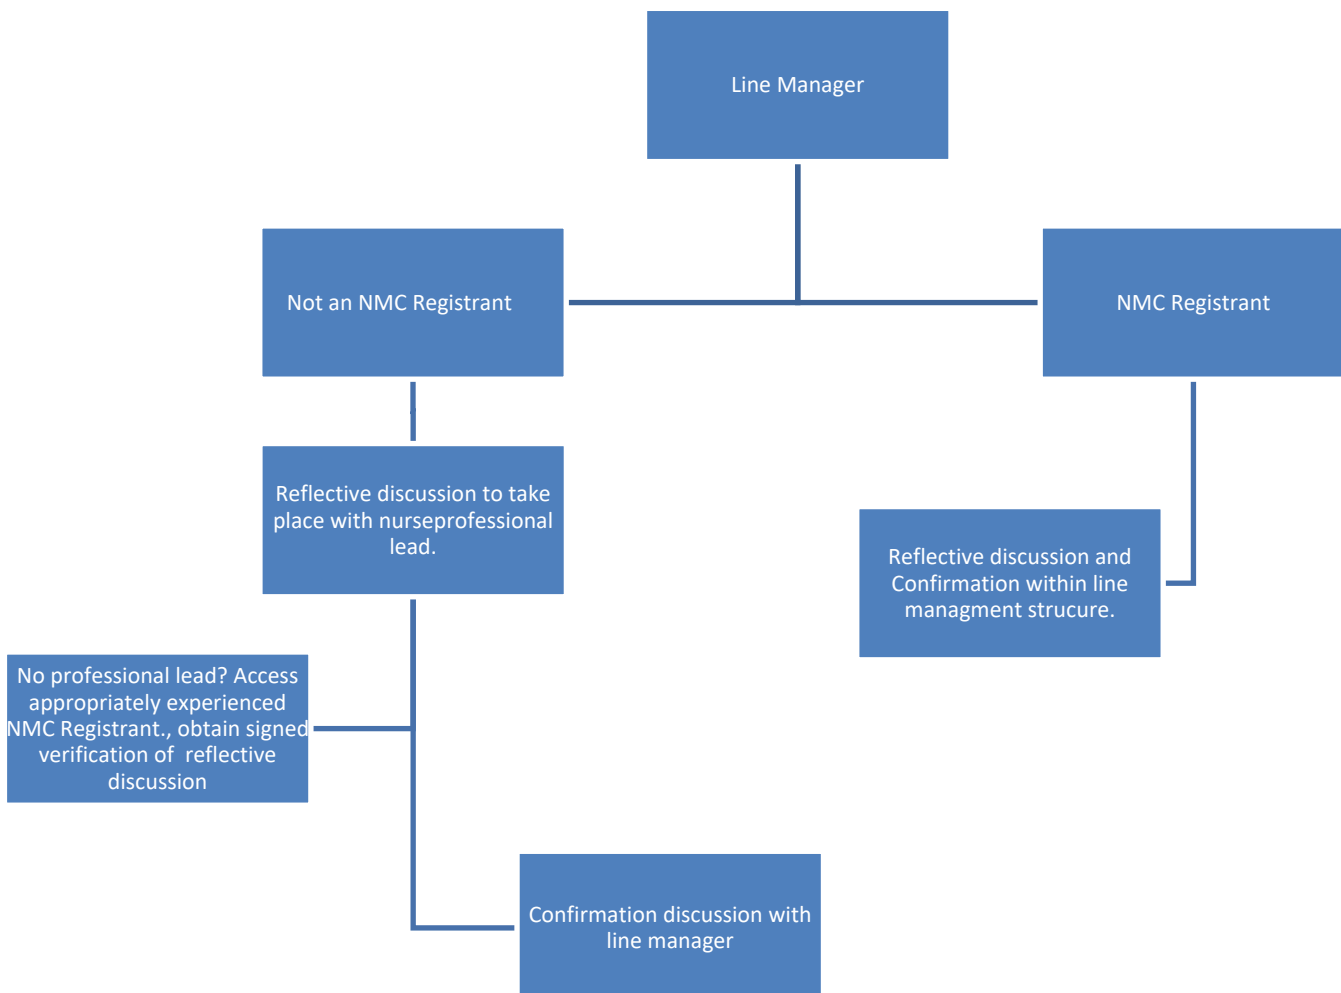 Line Manager
Not an NMC Registrant
NMC Registrant
Reflective discussion to take
place with nurseprofessional
lead.
Reflective discussion and
Confirmation within line
managment strucure.
No professional lead? Access
appropriately experienced
NMC Registrant., obtain signed
verification of  reflective
discussion
Confirmation discussion with
line manager